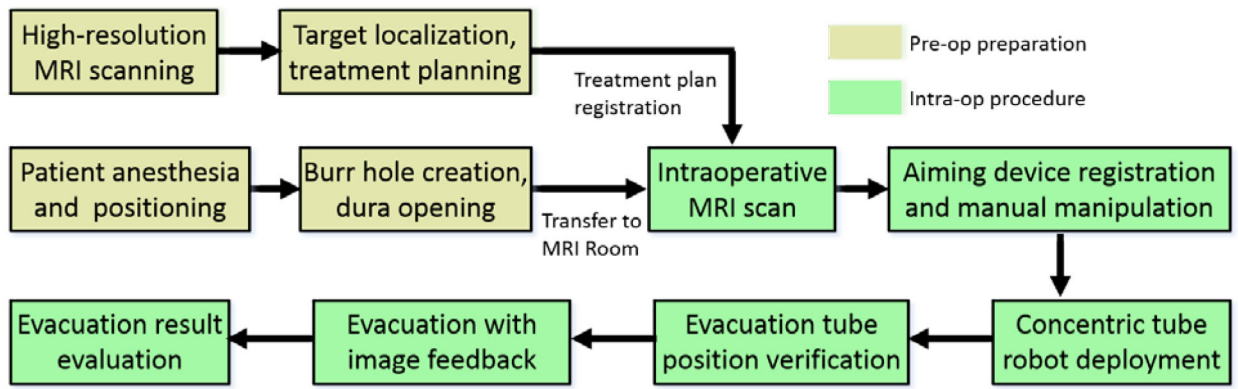 High-resolution
MRI scanning
Target localization,
treatment planning
Treatment plan
registration
Pre-op preparation
Intra-op procedure
Patient anesthesia
and positioning
Burr hole creation,
dura opening
Transfer to
MRI Room
Intraoperative
MRI scan
Aiming device registration
and manual manipulation
Evacuation result
evaluation
Evacuation with
image feedback
Evacuation tube
position verification
Concentric tube
robot deployment